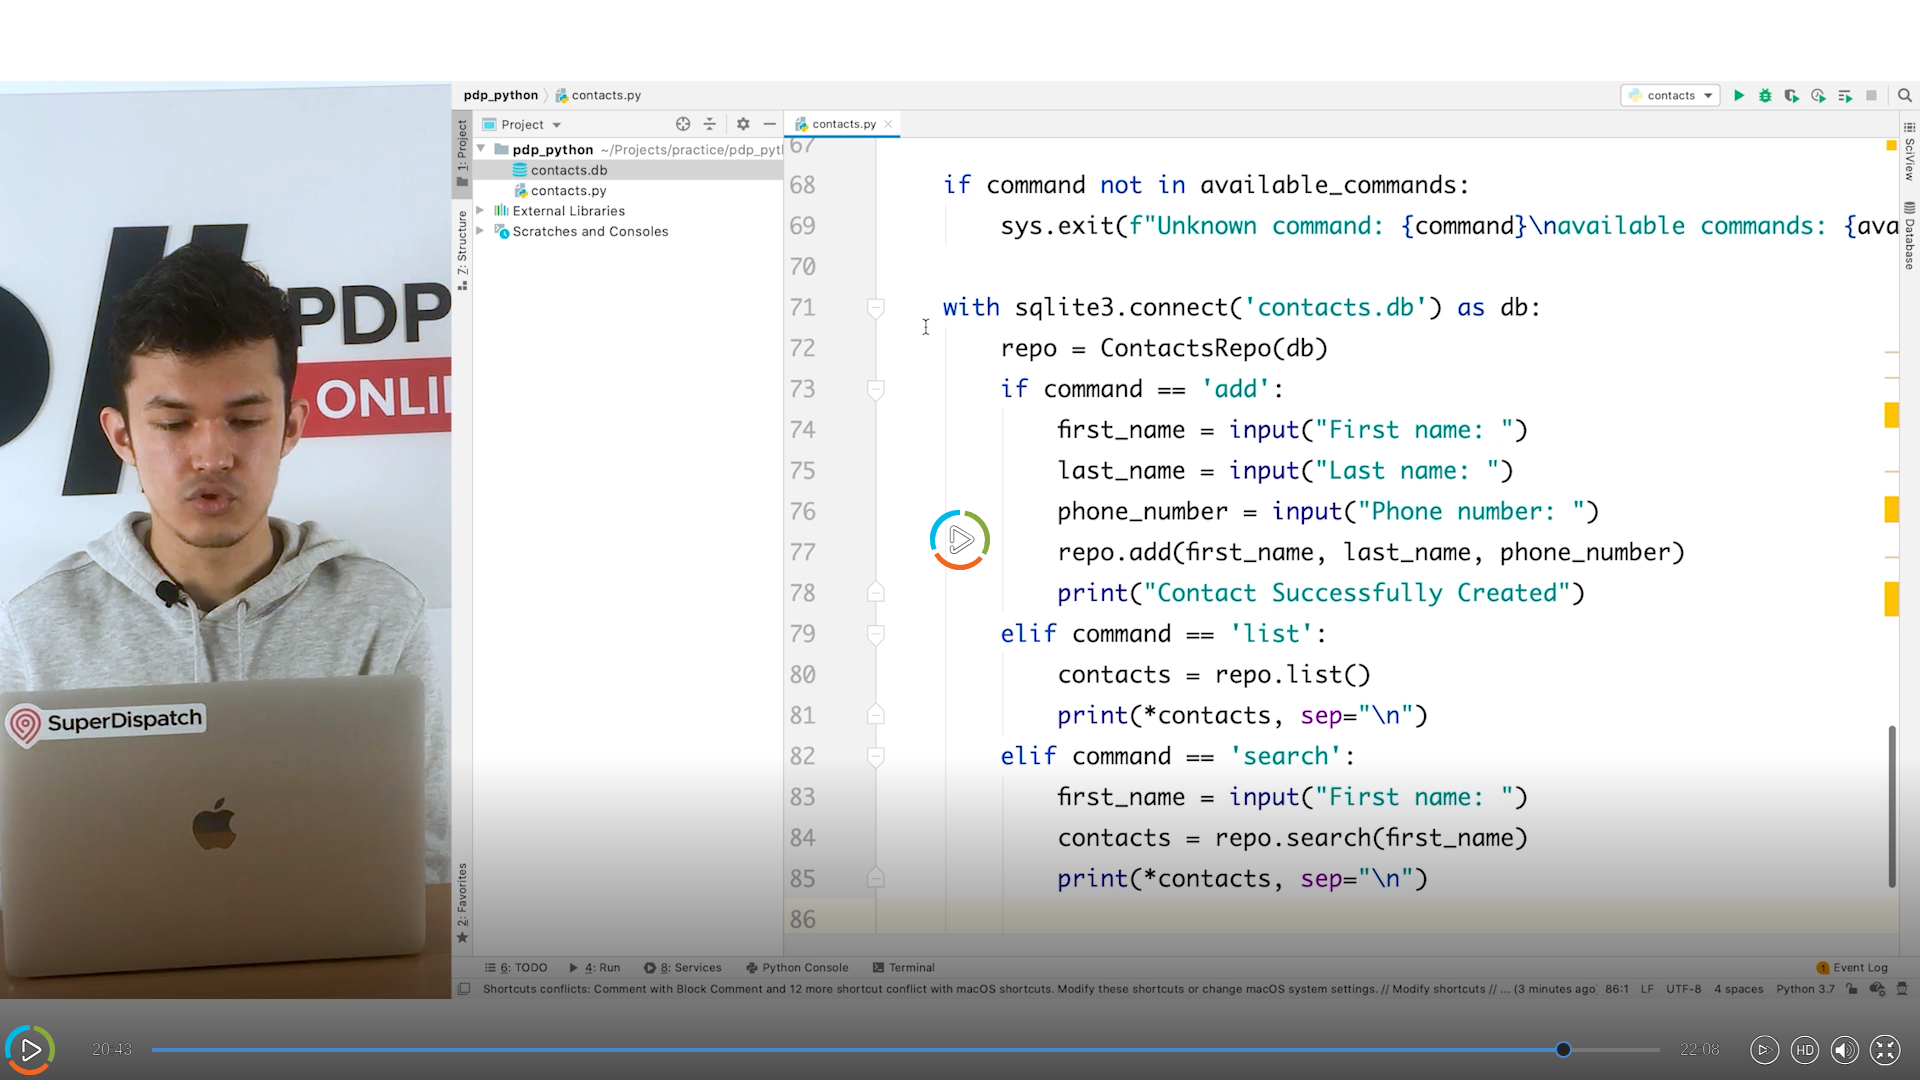 pdp_python
contacts.py
contacts
1: Project
Project
contacts.py
pdp_python ~/Projects/practice/pdp_pyt
contacts.db
contacts.py
External Libraries
Scratches and Consoles
7: Structure
2: Favorites
SciView
Database
PDP
ONLI
SuperDispatch
67
68 if command not in available_commands:
69 sys.exit(f"Unknown command: {command}\navailable commands: {ava
70
71 with sqlite3.connect('contacts.db') as db:
72 repo = ContactsRepo(db)
73 if command == 'add':
74 first_name = input("First name: ")
75 last_name = input("Last name: ")
76 phone_number = input("Phone number: ")
77 repo.add(first_name, last_name, phone_number)
78 print("Contact Successfully Created")
79 elif command == 'list':
80 contacts = repo.list()
81 print(*contacts, sep="\n")
82 elif command == 'search':
83 first_name = input("First name: ")
84 contacts = repo.search(first_name)
85 print(*contacts, sep="\n")
86
6: TODO 4: Run 8: Services Python Console Terminal 1 Event Log
Shortcuts conflicts: Comment with Block Comment and 12 more shortcut conflict with macOS shortcuts. Modify these shortcuts or change macOS system settings. // Modify shortcuts // ... (3 minutes ago) 86:1 LF UTF-8 4 spaces Python 3.7
20:43 22:08 HD